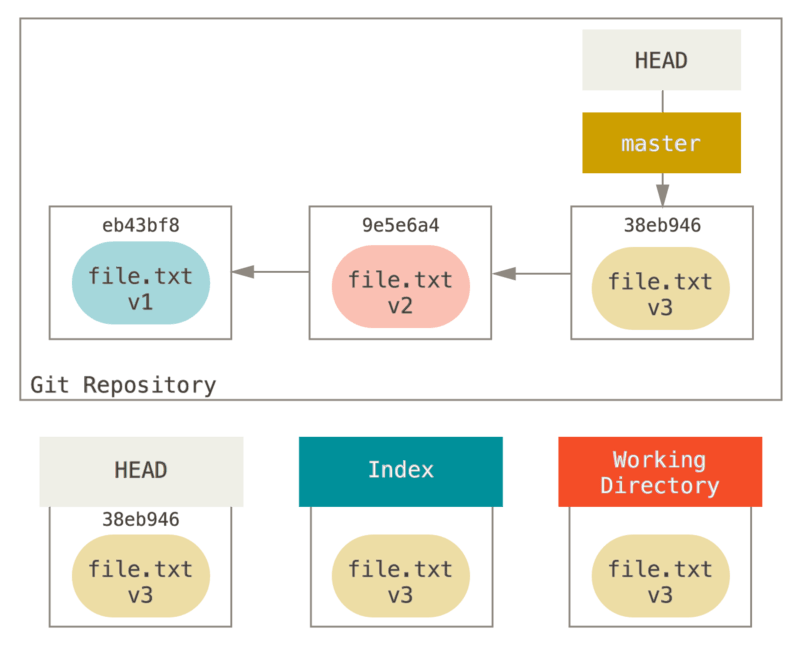 HEAD
master
eb43bf8
9e5e6a4
38eb946
file.txt
v1
file.txt
v2
file.txt
v3
Git Repository
HEAD
Index
Working
Directory
38eb946
file.txt
v3
file.txt
v3
file.txt
v3